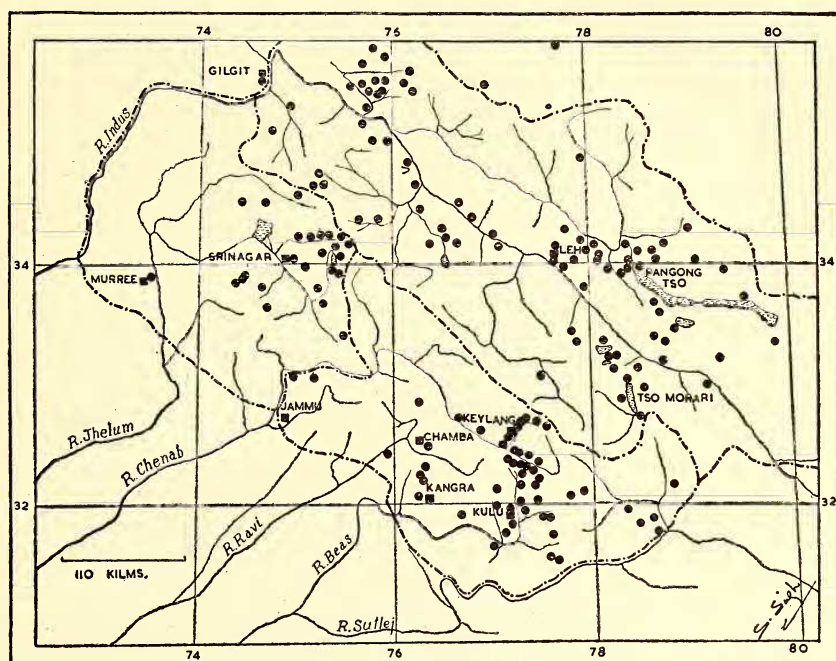 74
76
78
80
GILGIT
R.Indus
34
SRINAGAR
LEH
34
MURREE
PANGONG
TSO
TSO MORARI
JAMMU
KEYLANG
CHAMBA
R.Jhelum
R.Chenab
KANGRA
32
KULU
32
R.Ravi
R.Beas
110 KILMS.
R.Sutlej
74
76
78
80